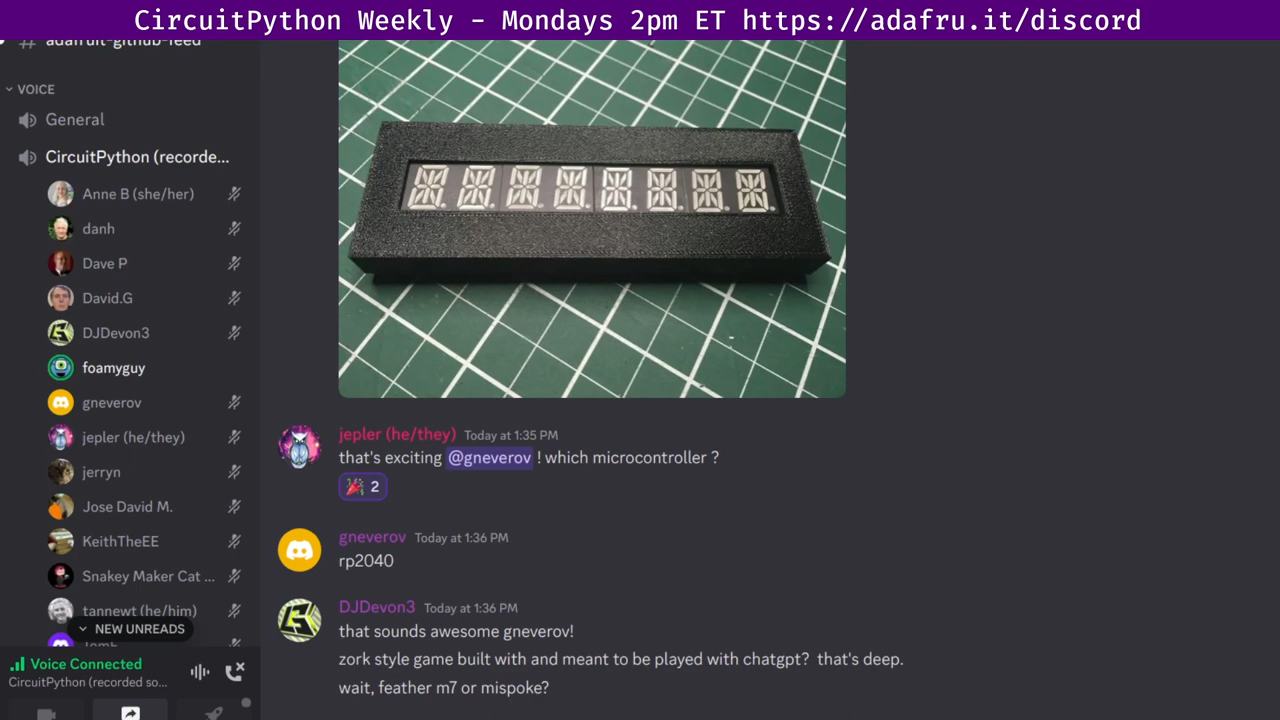 CircuitPython Weekly - Mondays 2pm ET https://adafru.it/discord
# adafruit-github-feed
VOICE
General
CircuitPython (recorde...
Anne B (she/her)
danh
Dave P
David.G
DJDevon3
foamyguy
gneverov
jepler (he/they)
jerryn
Jose David M.
KeithTheEE
Snakey Maker Cat ...
tannewt (he/him)
NEW UNREADS
TomE
Voice Connected
CircuitPython (recorded so...
jepler (he/they) Today at 1:35 PM
that's exciting @gneverov ! which microcontroller ?
2
gneverov Today at 1:36 PM
rp2040
DJDevon3 Today at 1:36 PM
that sounds awesome gneverov!
zork style game built with and meant to be played with chatgpt? that's deep.
wait, feather m7 or mispoke?